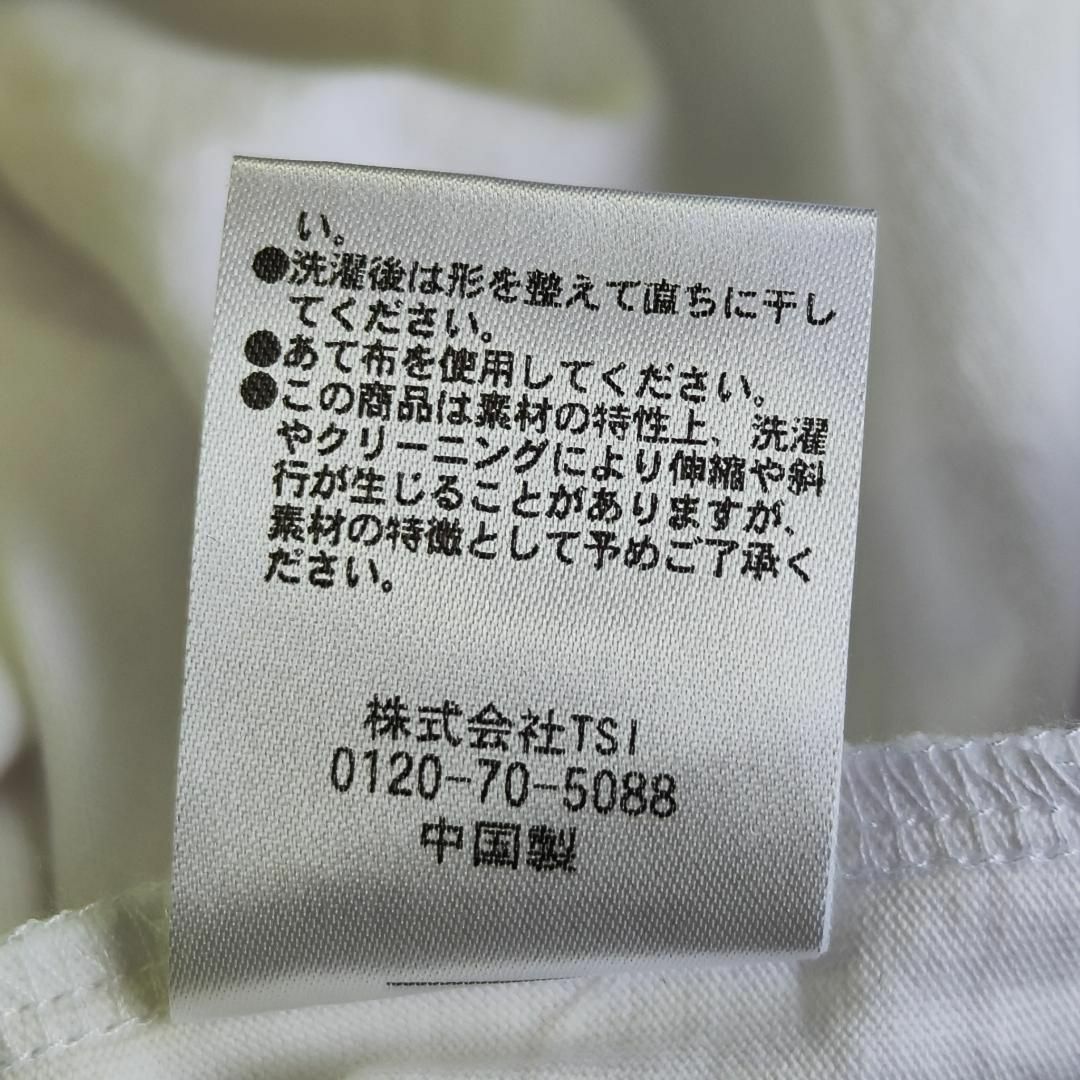 い。
●洗濯後は形を整えて直ちに干し
てください。
●あて布を使用してください。
●この商品は素材の特性上、洗濯
やクリーニングにより伸縮や斜
行が生じることがありますが、
素材の特徴として予めご了承く
ださい。
株式会社TSI
0120-70-5088
中国製